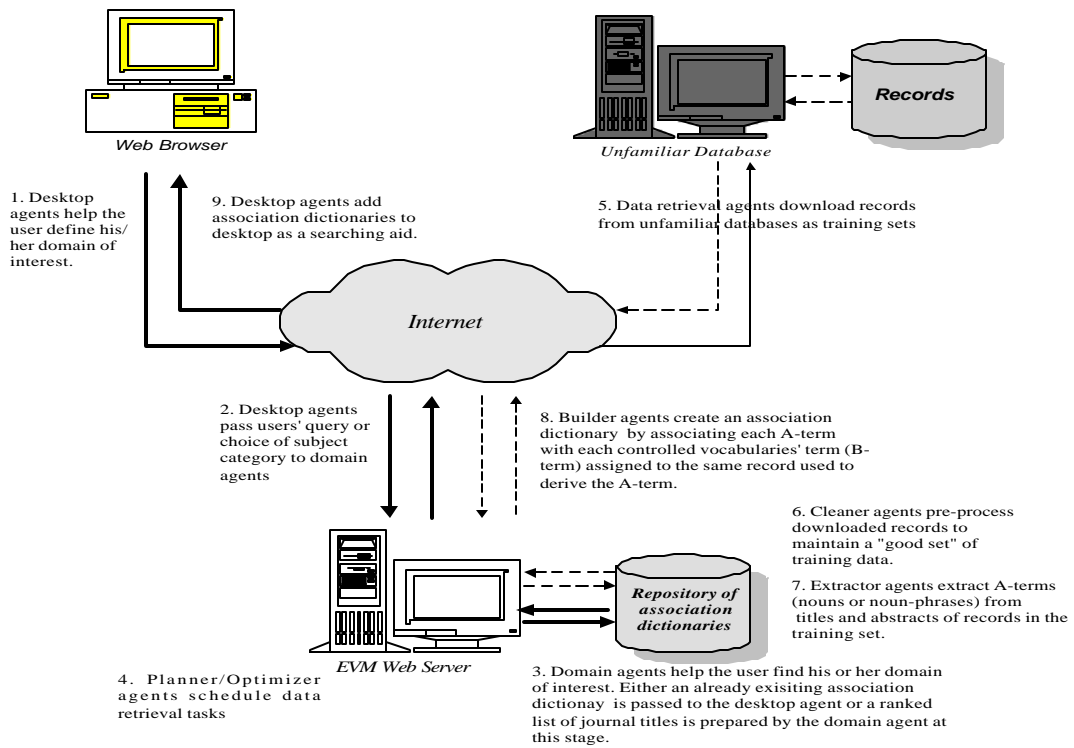 Web Browser
Unfamiliar Database
Records
1. Desktop
agents help the
user define his/
her domain of
interest.
9. Desktop agents add
association dictionaries to
desktop as a searching aid.
5. Data retrieval agents download records
from unfamiliar databases as training sets
Internet
2. Desktop agents
pass users' query or
choice of subject
category to domain
agents
8. Builder agents create an association
dictionary by associating each A-term
with each controlled vocabularies' term (B-
term) assigned to the same record used to
derive the A-term.
6. Cleaner agents pre-process
downloaded records to
maintain a "good set" of
training data.
7. Extractor agents extract A-terms
(nouns or noun-phrases) from
titles and abstracts of records in the
training set.
Repository of
association
dictionaries
EVM Web Server
4. Planner/Optimizer
agents schedule data
retrieval tasks
3. Domain agents help the user find his or her domain
of interest. Either an already exisiting association
dictionay is passed to the desktop agent or a ranked
list of journal titles is prepared by the domain agent at
this stage.